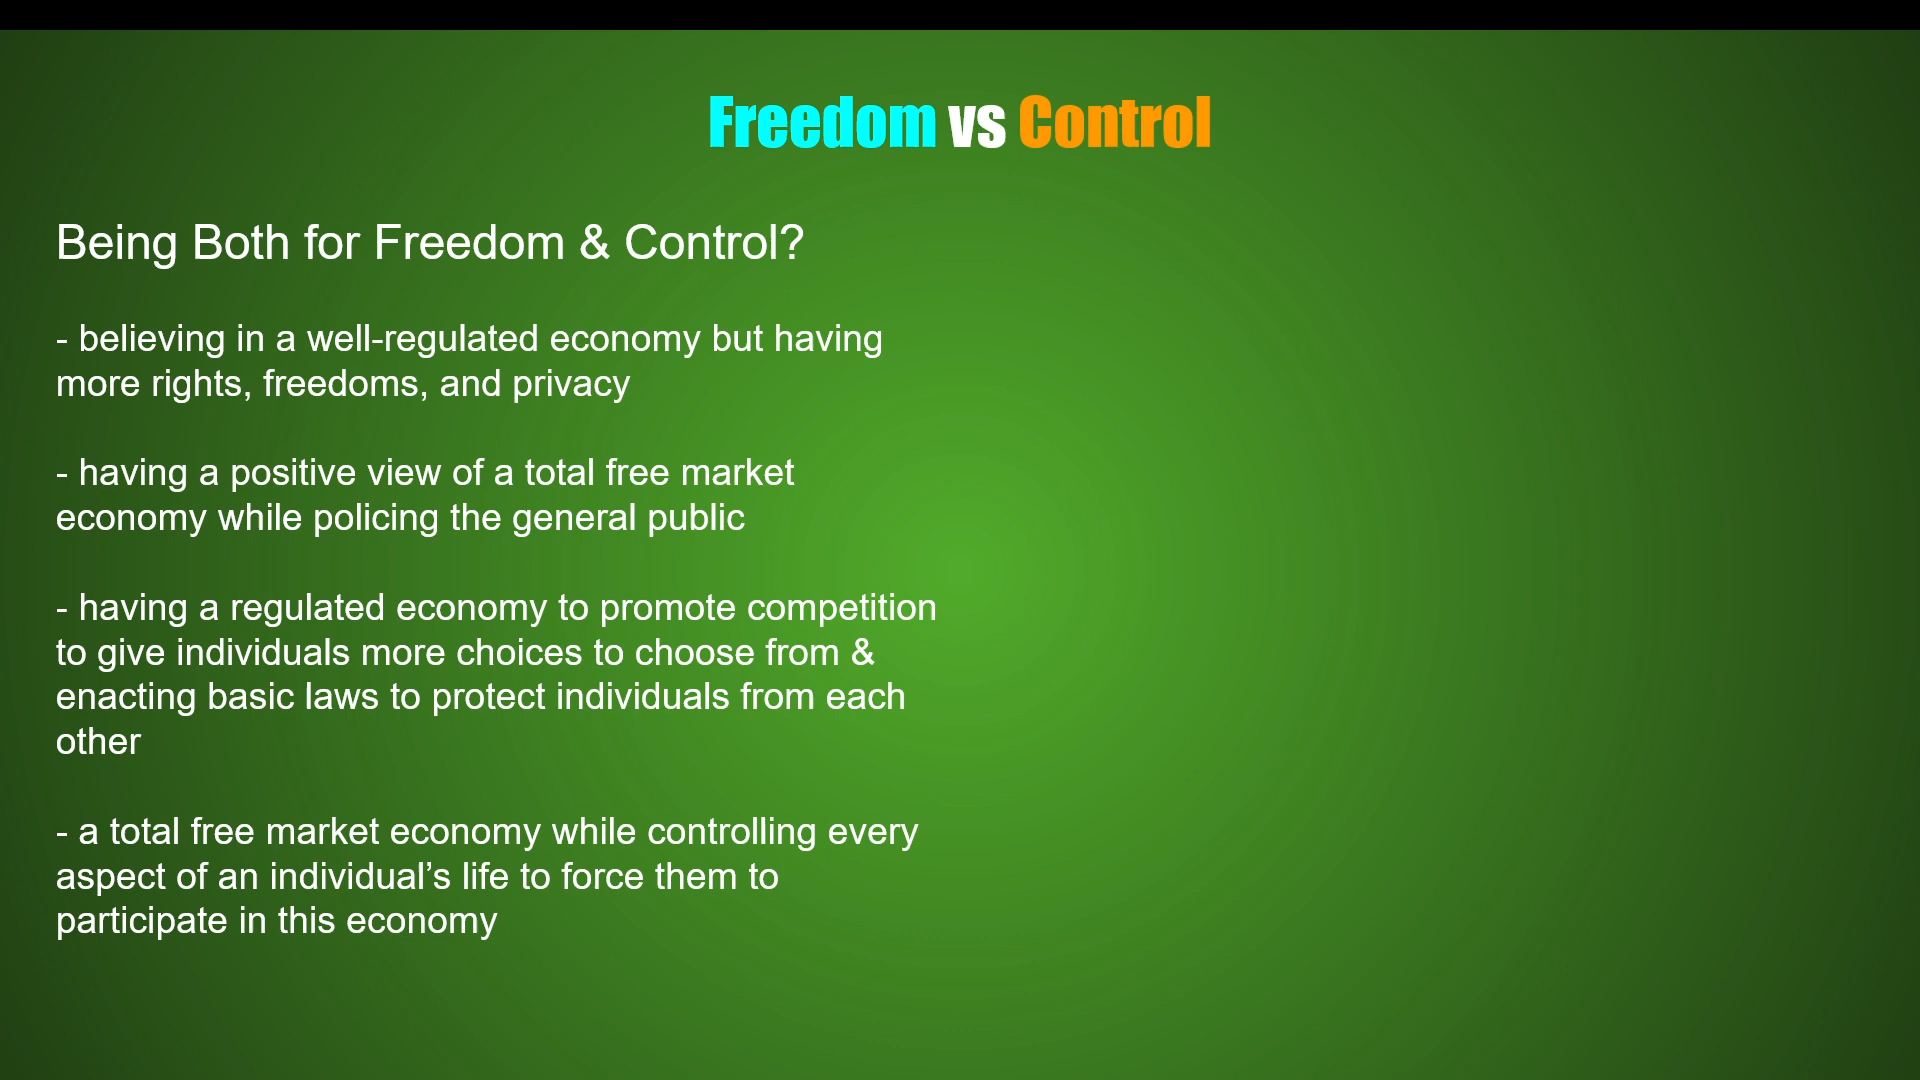 Freedom vs Control
Being Both for Freedom & Control?
- believing in a well-regulated economy but having
more rights, freedoms, and privacy
- having a positive view of a total free market
economy while policing the general public
- having a regulated economy to promote competition
to give individuals more choices to choose from &
enacting basic laws to protect individuals from each
other
- a total free market economy while controlling every
aspect of an individual’s life to force them to
participate in this economy